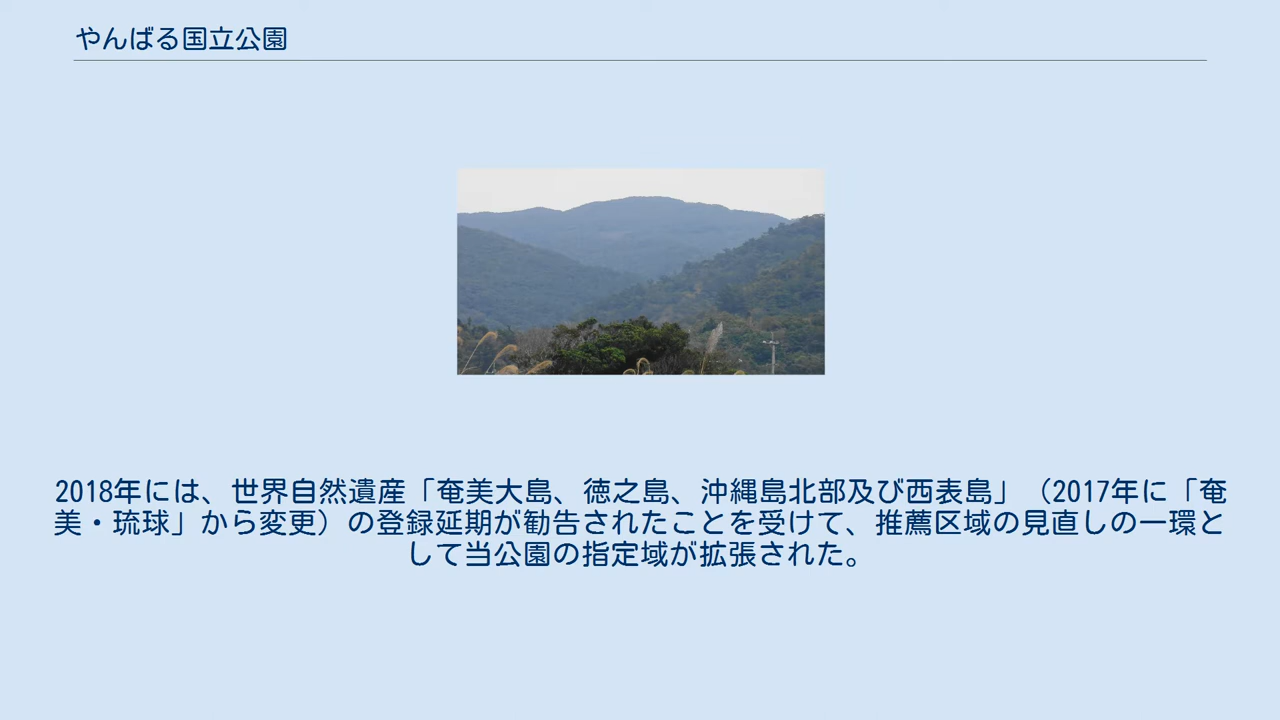 やんばる国立公園
2018年には、世界自然遺産「奄美大島、徳之島、沖縄島北部及び西表島」（2017年に「奄
美・琉球」から変更）の登録延期が勧告されたことを受けて、推薦区域の見直しの一環と
して当公園の指定域が拡張された。